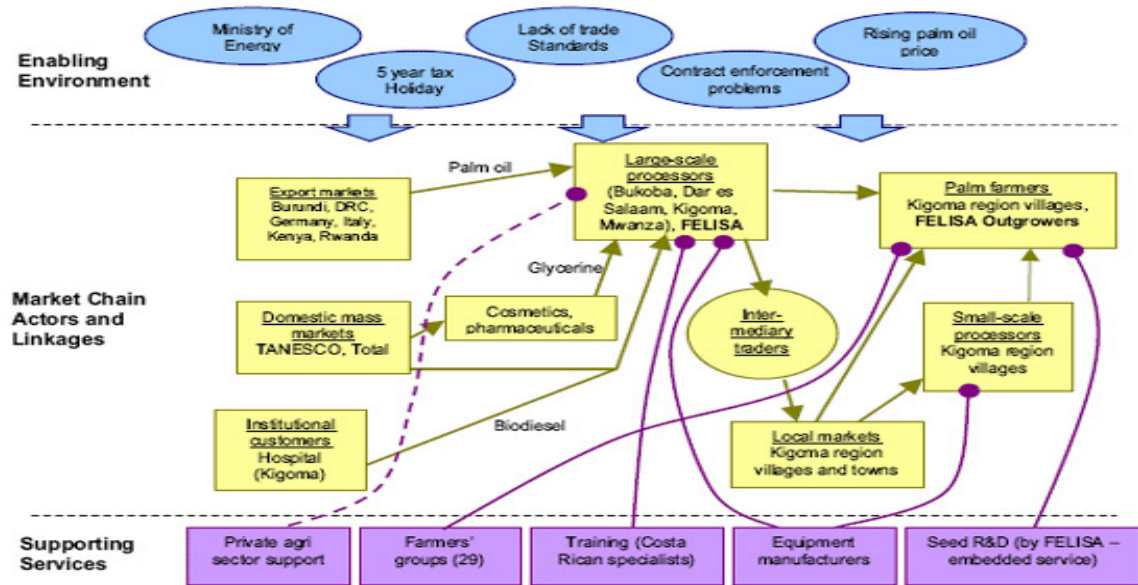 Ministry of
Energy
Lack of trade
Standards
Rising palm oil
price
Enabling
Environment
5 year tax
Holiday
Contract enforcement
problems
Palm oil
Large-scale
processors
(Bukoba, Dar es
Salaam, Kigoma,
Mwanza), FELISA
Export markets
Burundi, DRC,
Germany, Italy,
Kenya, Rwanda
Palm farmers
Kigoma region villages,
FELISA Outgrowers
Glycerine
Market Chain
Actors and
Linkages
Domestic mass
markets
TANESCO, Total
Cosmetics,
pharmaceuticals
Inter-
mediary
traders
Small-scale
processors
Kigoma region
villages
Institutional
customers
Hospital
(Kigoma)
Biodiesel
Local markets
Kigoma region
villages and towns
Supporting
Services
Private agri
sector support
Farmers'
groups (29)
Training (Costa
Rican specialists)
Equipment
manufacturers
Seed R&D (by FELISA –
embedded service)